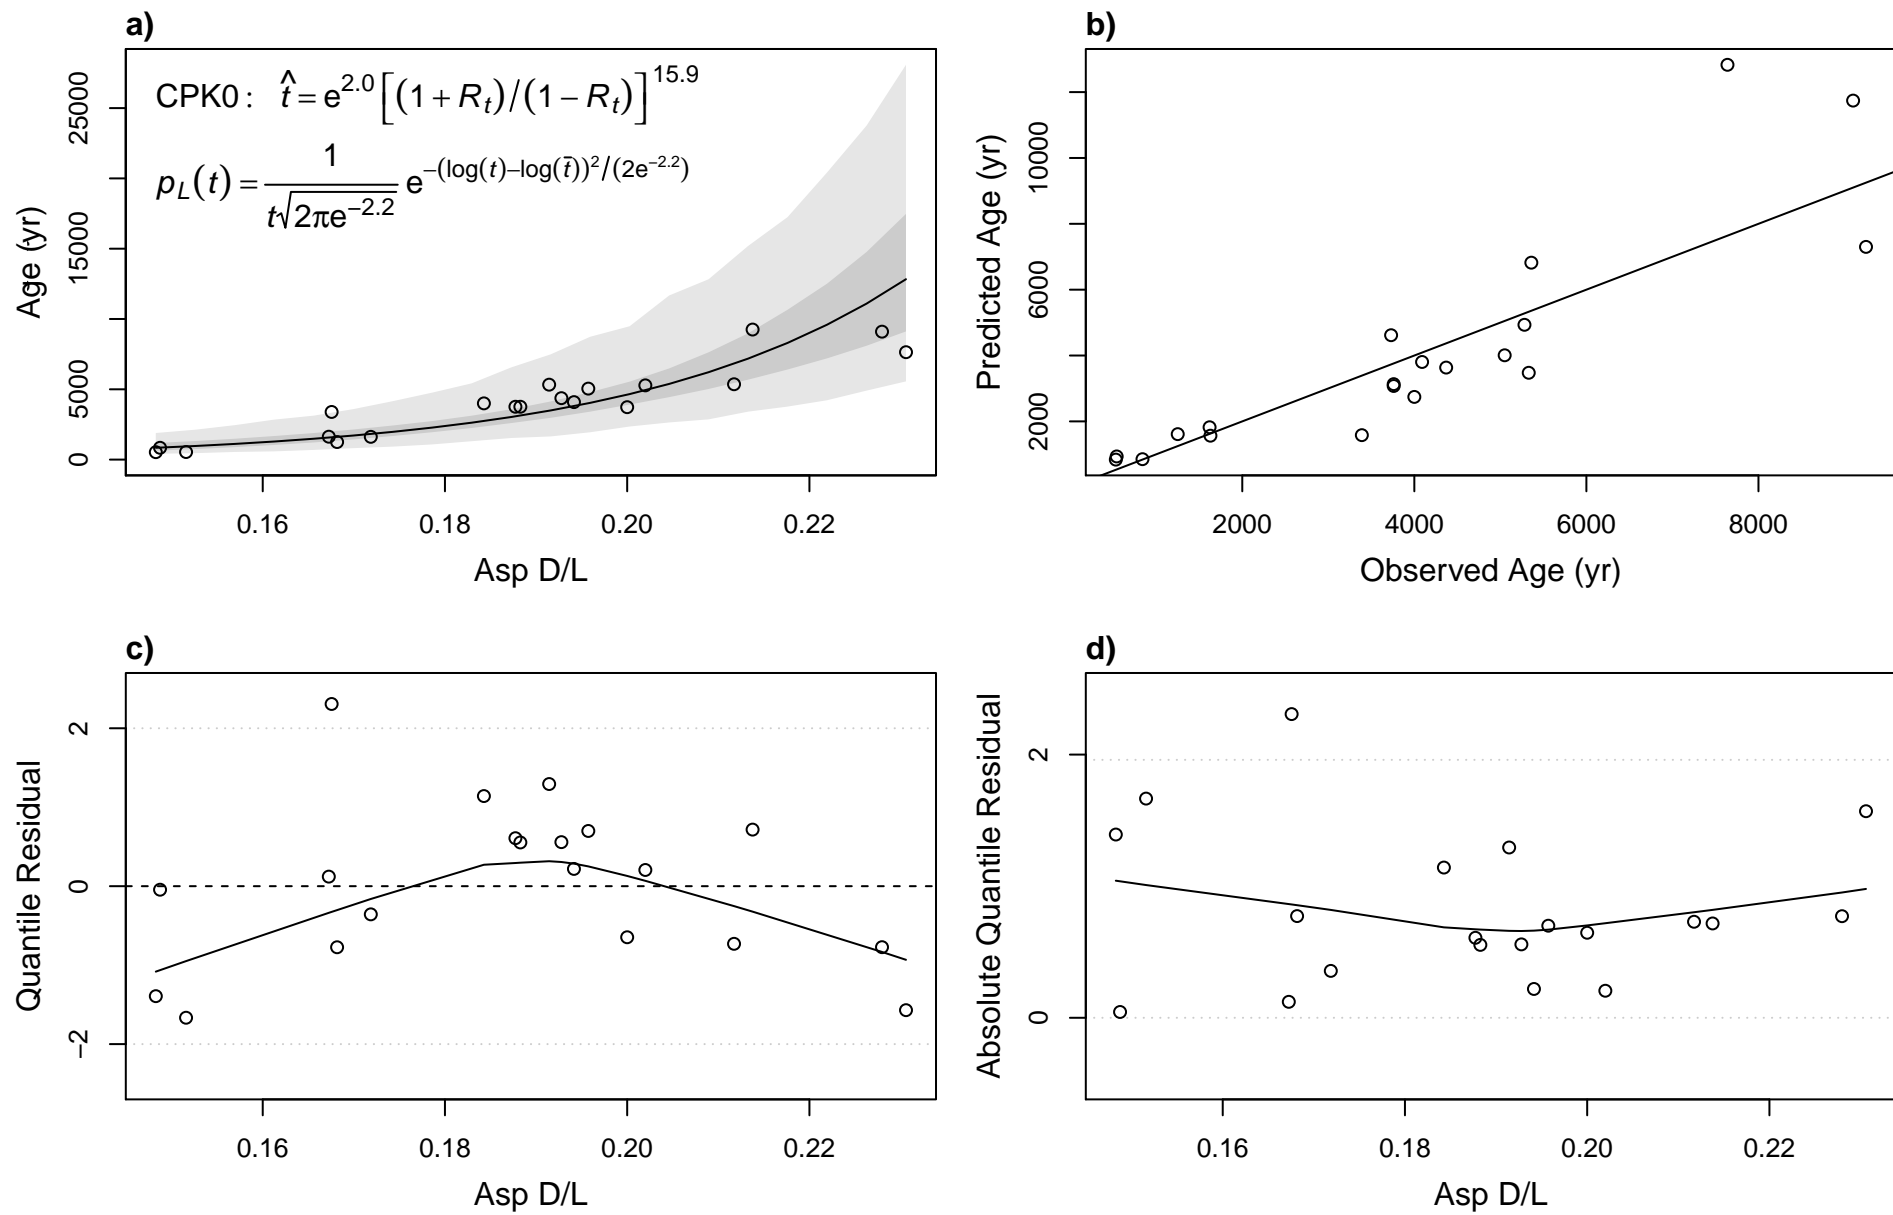 a)
CPK0: t̂ = e^2.0 [(1 + R_t)/(1 − R_t)]^15.9
p_L(t) = 1 / (t√(2πe^−2.2)) e^−(log(t)−log(t̄))²/(2e^−2.2)
Age (yr)
0 5000 15000 25000
0.16 0.18 0.20 0.22
Asp D/L
b)
Predicted Age (yr)
2000 6000 10000
2000 4000 6000 8000
Observed Age (yr)
c)
Quantile Residual
−2 0 2
0.16 0.18 0.20 0.22
Asp D/L
d)
Absolute Quantile Residual
0 2
0.16 0.18 0.20 0.22
Asp D/L